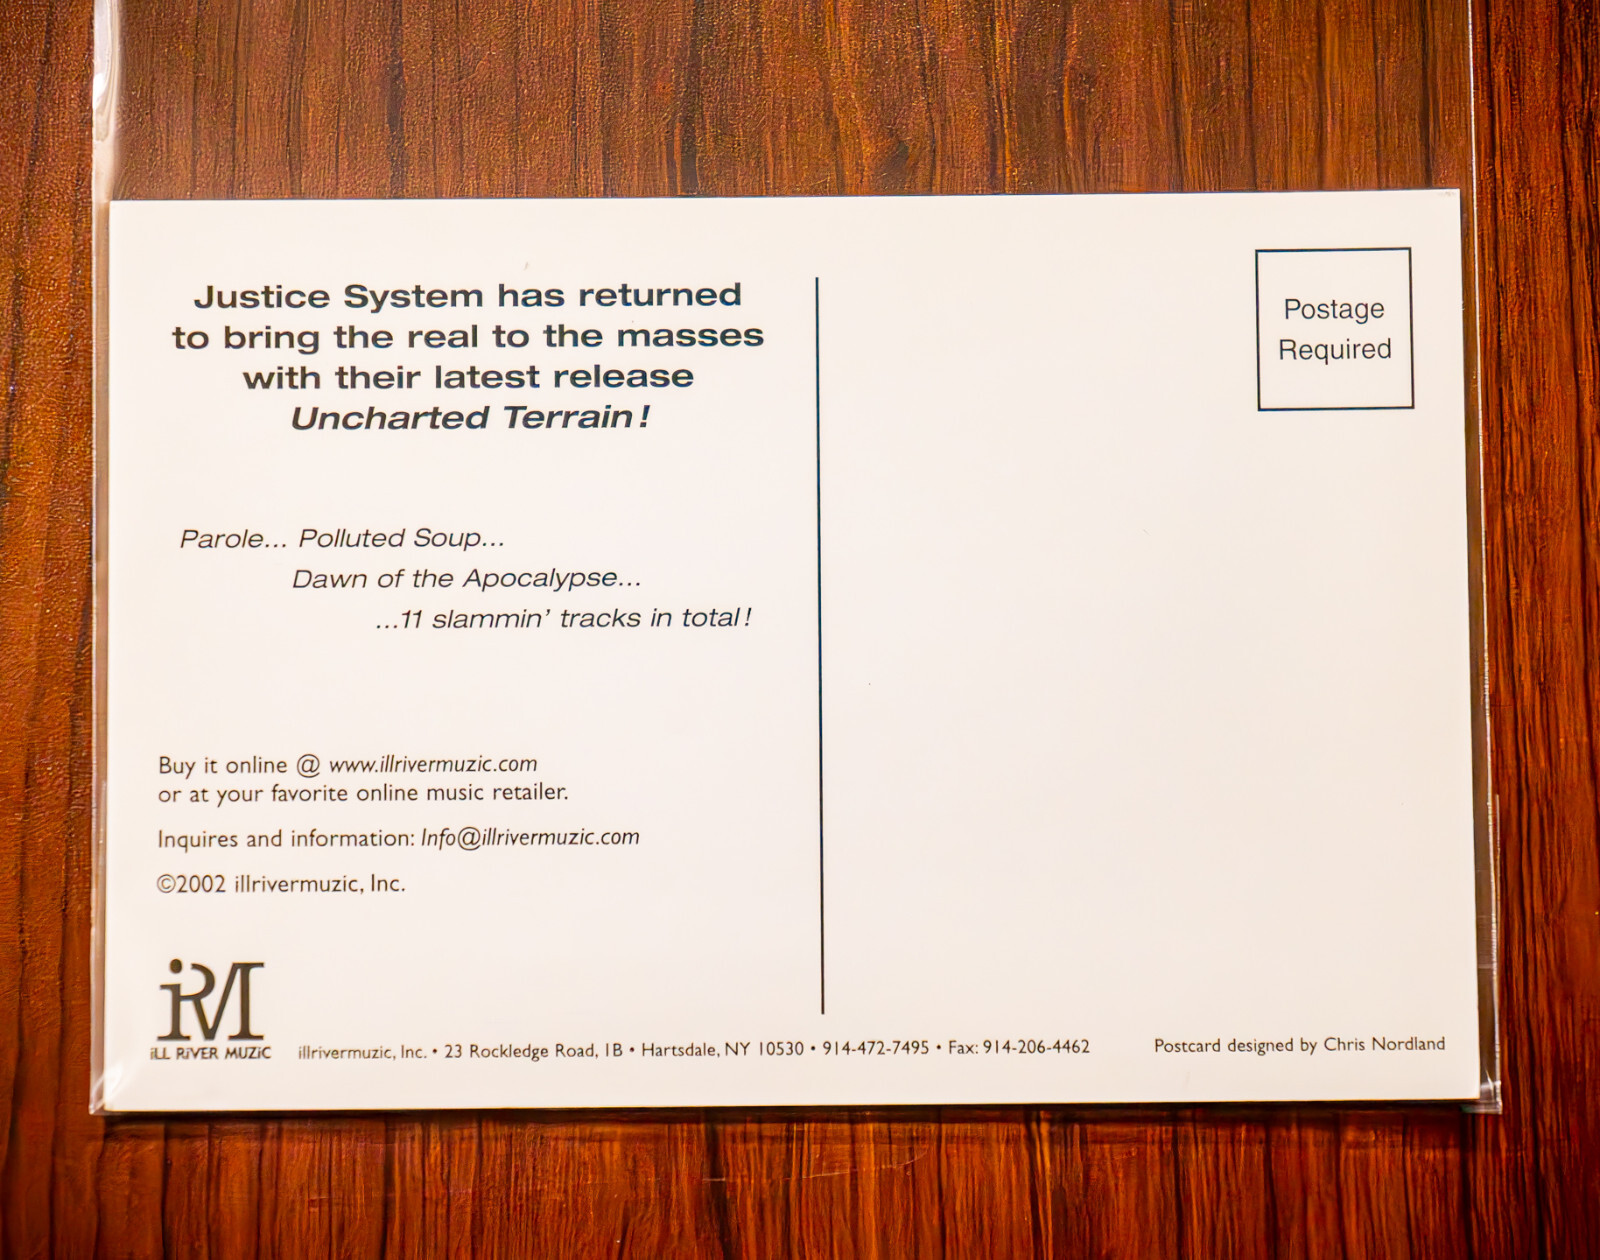 Justice System has returned
to bring the real to the masses
with their latest release
Uncharted Terrain!
Postage
Required
Parole... Polluted Soup...
Dawn of the Apocalypse...
...11 slammin' tracks in total!
Buy it online @ www.illrivermuzic.com
or at your favorite online music retailer.
Inquires and information: Info@illrivermuzic.com
©2002 illrivermuzic, Inc.
iRM
iLL RiVER MUZiC
illrivermuzic, Inc. • 23 Rockledge Road, 1B • Hartsdale, NY 10530 • 914-472-7495 • Fax: 914-206-4462
Postcard designed by Chris Nordland